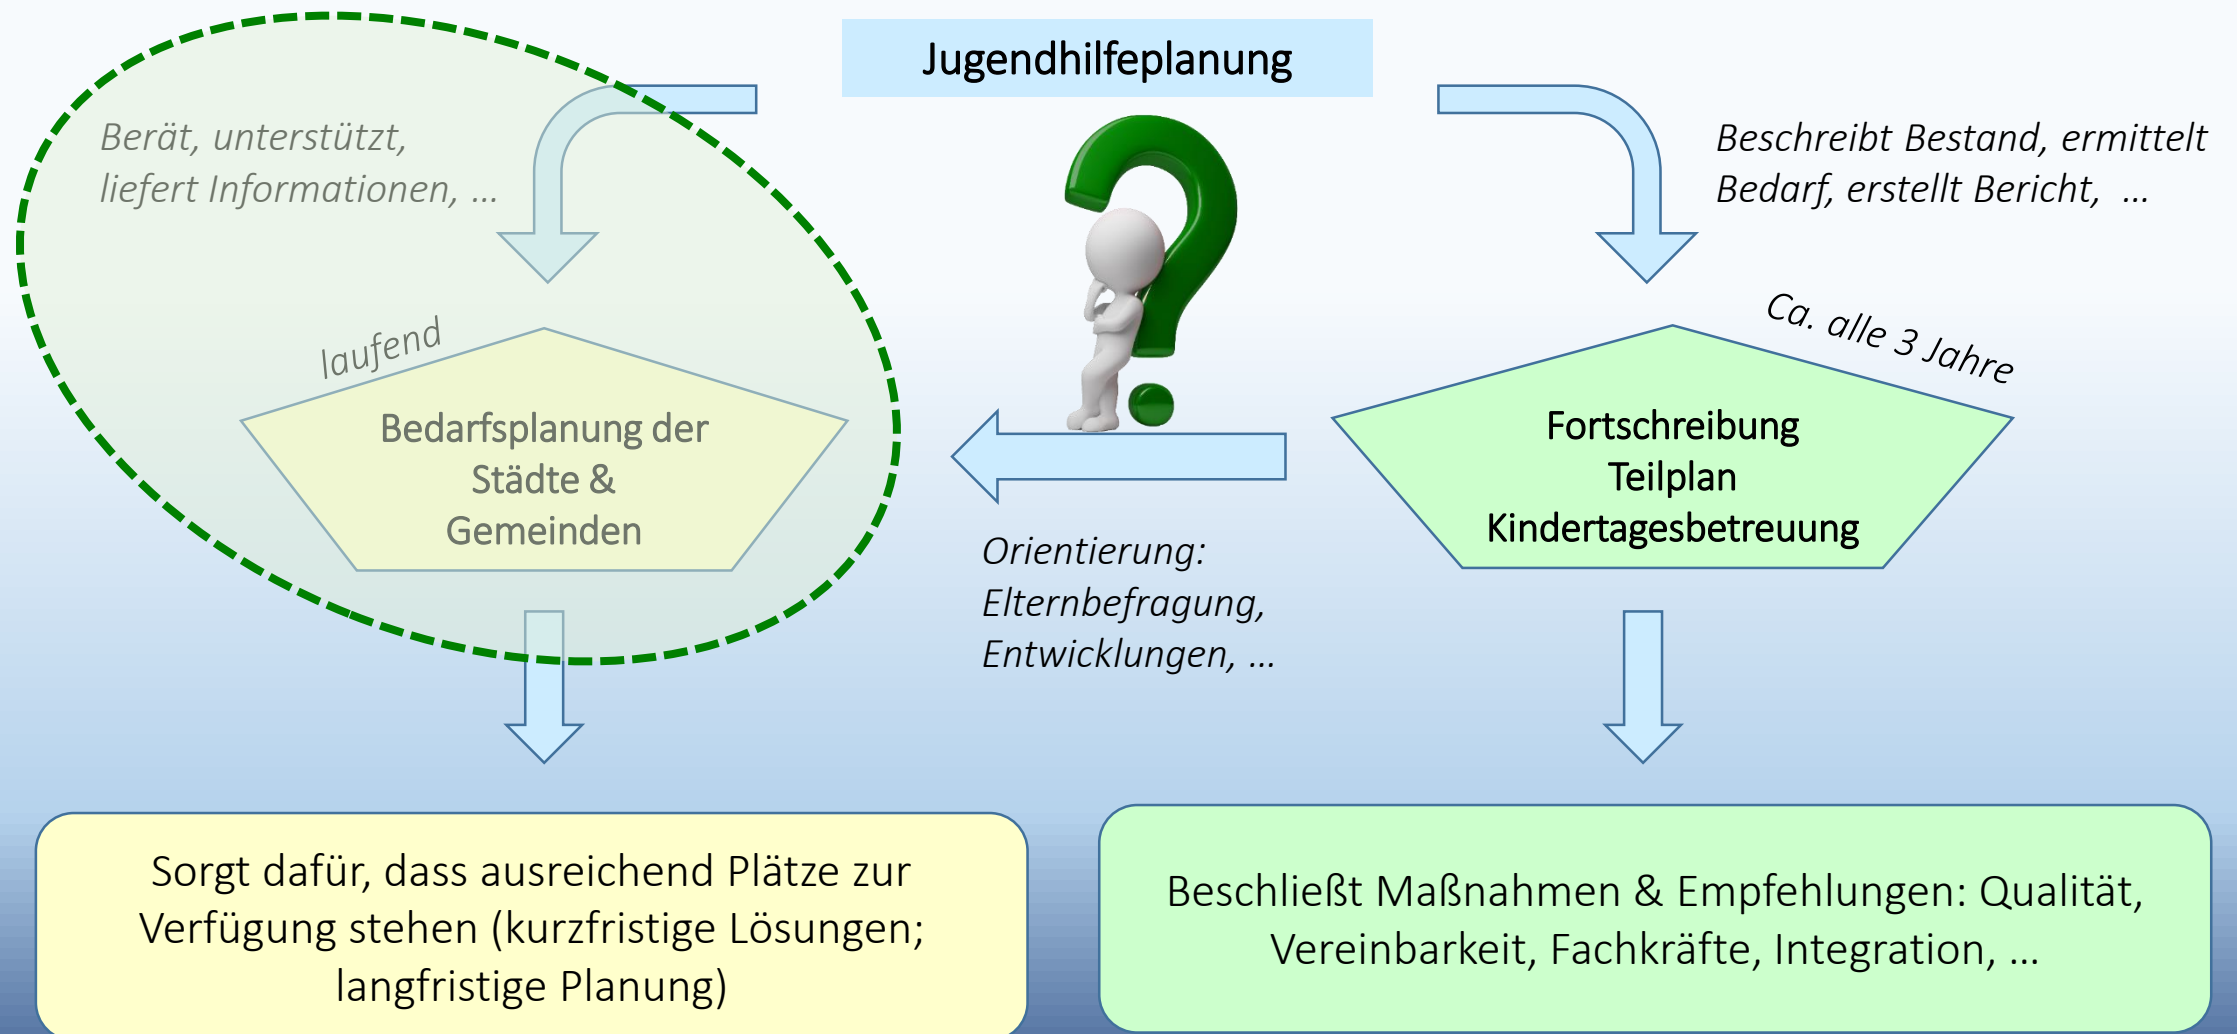 Jugendhilfeplanung
Berät, unterstützt,
liefert Informationen, ...
Beschreibt Bestand, ermittelt
Bedarf, erstellt Bericht, ...
laufend
Bedarfsplanung der
Städte &
Gemeinden
Ca. alle 3 Jahre
Fortschreibung
Teilplan
Kindertagesbetreuung
Orientierung:
Elternbefragung,
Entwicklungen, ...
Sorgt dafür, dass ausreichend Plätze zur
Verfügung stehen (kurzfristige Lösungen;
langfristige Planung)
Beschließt Maßnahmen & Empfehlungen: Qualität,
Vereinbarkeit, Fachkräfte, Integration, ...